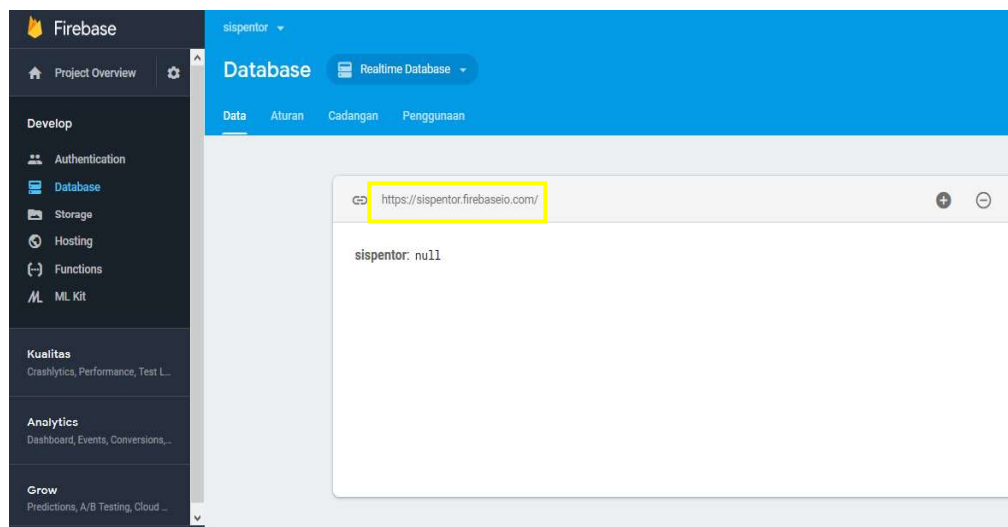 Firebase
Project Overview
Develop
Authentication
Database
Storage
Hosting
Functions
ML Kit
Kualitas
Crashlytics, Performance, Test L...
Analytics
Dashboard, Events, Conversions,...
Grow
Predictions, A/B Testing, Cloud ...
sispentor
Database Realtime Database
Data Aturan Cadangan Penggunaan
https://sispentor.firebaseio.com/
sispentor: null